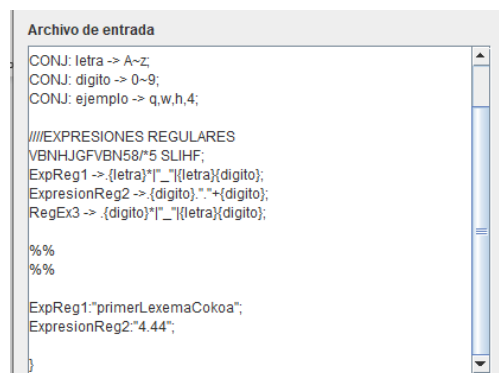 Archivo de entrada
CONJ: letra -> A~z;
CONJ: digito -> 0~9;
CONJ: ejemplo -> q,w,h,4;
////EXPRESIONES REGULARES
VBNHJGFVBN58/*5 SLIHF;
ExpReg1 ->.{letra}*|"_"|{letra}{digito};
ExpresionReg2 ->.{digito}."."+{digito};
RegEx3 -> .{digito}*|"_"|{letra}{digito};
%%
%%
ExpReg1:"primerLexemaCokoa";
ExpresionReg2:"4.44";
}